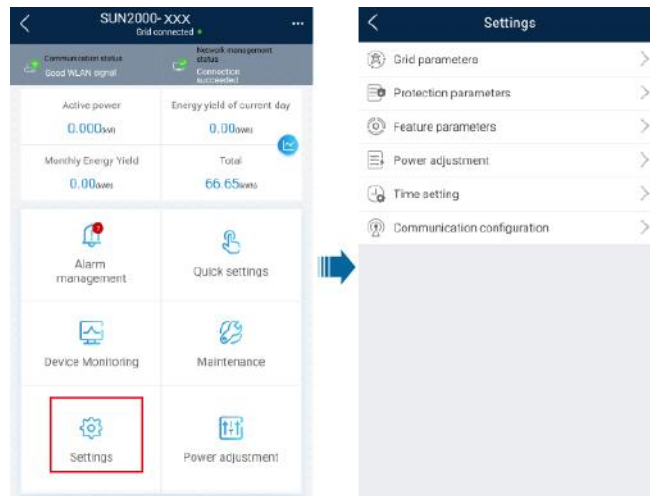 SUN2000-XXX
Grid connected
Communication status
Good WLAN signal
Network management status
Connection succeeded
Active power
0.000kW
Energy yield of current day
0.00kWh
Monthly Energy Yield
0.00kWh
Total
66.65kWh
Alarm
management
Quick settings
Device Monitoring
Maintenance
Settings
Power adjustment
Settings
Grid parameters
Protection parameters
Feature parameters
Power adjustment
Time setting
Communication configuration